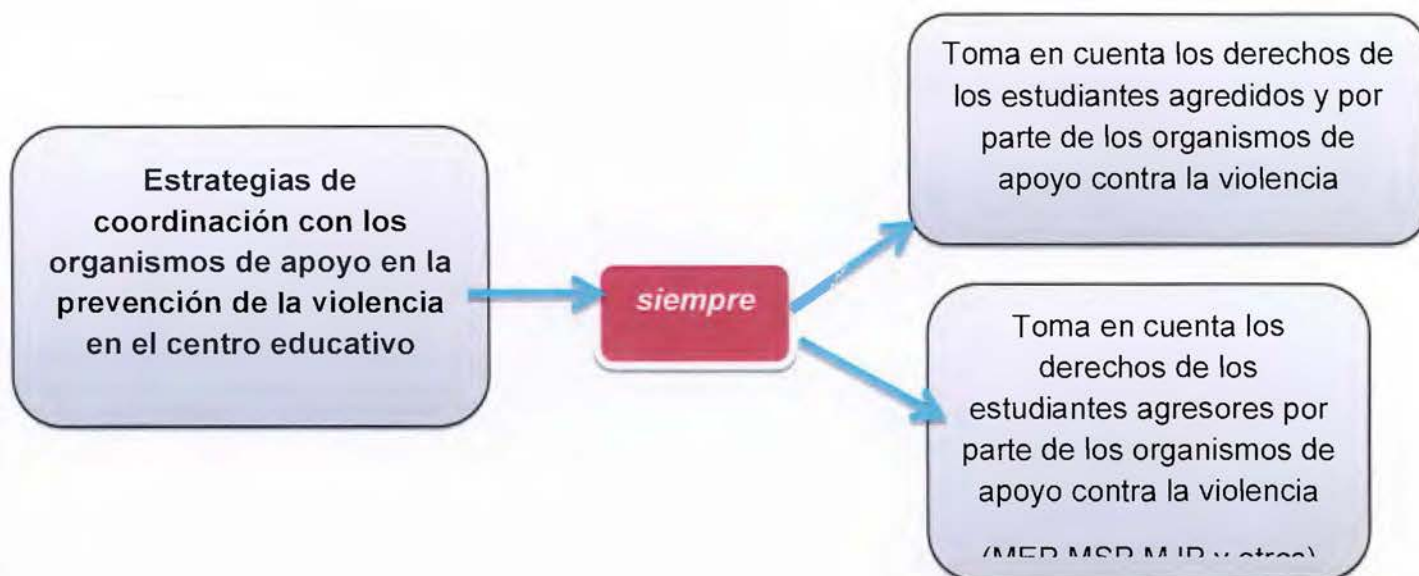 Estrategias de
coordinación con los
organismos de apoyo en la
prevención de la violencia
en el centro educativo
siempre
Toma en cuenta los derechos de
los estudiantes agredidos y por
parte de los organismos de
apoyo contra la violencia
Toma en cuenta los
derechos de los
estudiantes agresores por
parte de los organismos de
apoyo contra la violencia